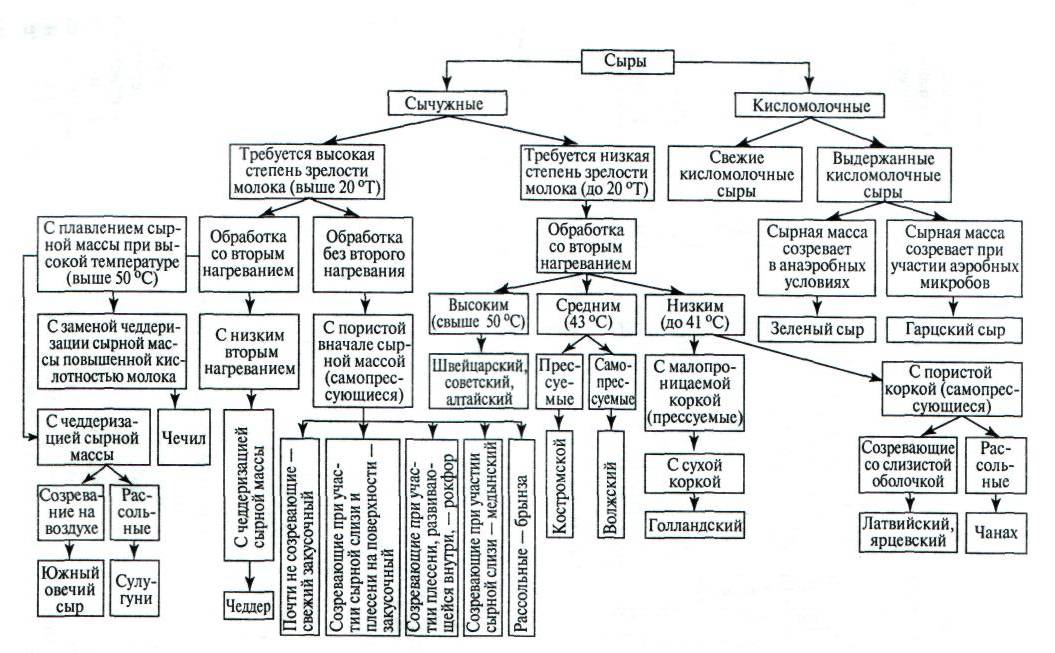 Сыры
Сычужные
Кисломолочные
Требуется высокая
степень зрелости
молока (выше 20 °Т)
Требуется низкая
степень зрелости
молока (до 20 °Т)
Свежие
кисломолочные
сыры
Выдержанные
кисломолочные
сыры
С плавлением сыр-
ной массы при вы-
сокой температуре
(выше 50 °С)
Обработка
со вторым
нагреванием
Обработка
без второго
нагревания
Обработка
со вторым
нагреванием
Сырная масса
созревает
в анаэробных
условиях
Сырная масса
созревает при
участии аэробных
микробов
Высоким
(свыше 50 °С)
Средним
(43 °С)
Низким
(до 41 °С)
Зеленый сыр
Гарцский сыр
С заменой чеддери-
зации сырной мас-
сы повышенной кис-
лотностью молока
С низким
вторым
нагреванием
С пористой
вначале сыр-
ной массой
(самопрес-
сующиеся)
Швейцарский,
советский,
алтайский
Прес-
суе-
мые
Само-
прес-
суемые
С малопро-
ницаемой
коркой
(прессуемые)
С пористой
коркой (самопрес-
сующиеся)
С чеддериза-
цией сырной
массы
Чечил
С чеддеризацией
сырной массы
Почти не созревающие —
свежий закусочный
Созревающие при учас-
тии сырной слизи и
плесени на поверхности —
закусочный
Созревающие при учас-
тии плесени, развиваю-
щейся внутри, — рокфор
Созревающие при участии
сырной слизи — медынский
Рассольные — брынза
Костромской
Волжский
С сухой
коркой
Созревающие
со слизистой
оболочкой
Рас-
соль-
ные
Созрева-
ние на
воздухе
Рас-
соль-
ные
Голландский
Латвийский,
ярцевский
Чанах
Южный
овечий
сыр
Сулу-
гуни
Чеддер